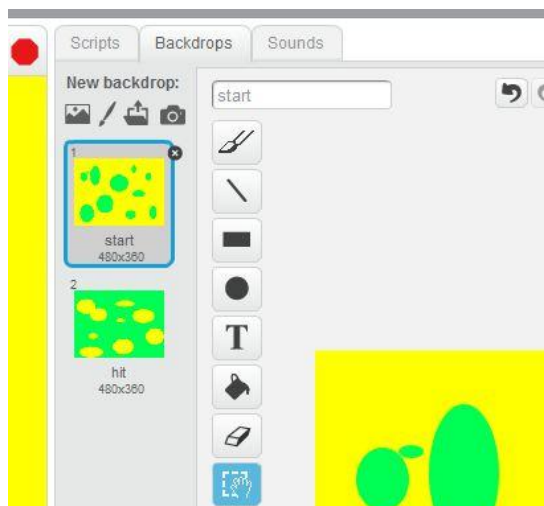 Scripts Backdrops Sounds
New backdrop:
start
1
start
480x360
2
hit
480x360
T